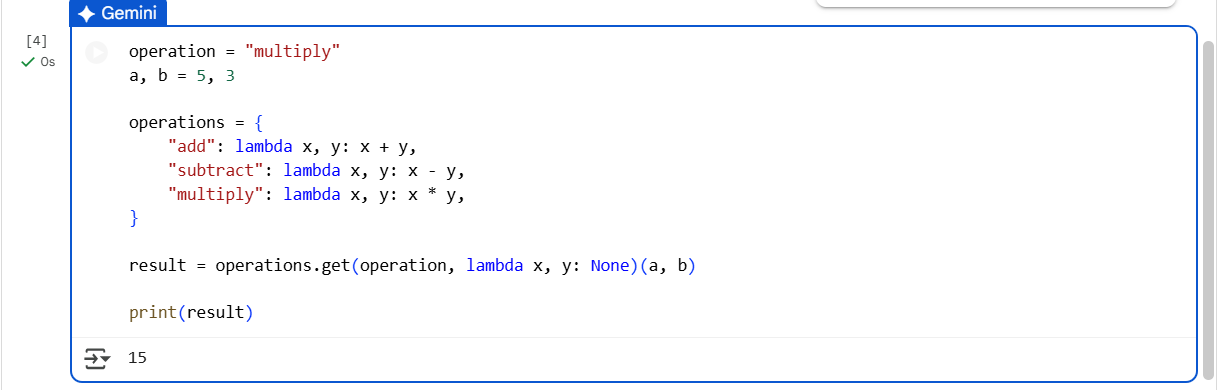 Gemini
[4]
0s
operation = "multiply"
a, b = 5, 3
operations = {
    "add": lambda x, y: x + y,
    "subtract": lambda x, y: x - y,
    "multiply": lambda x, y: x * y,
}
result = operations.get(operation, lambda x, y: None)(a, b)
print(result)
15